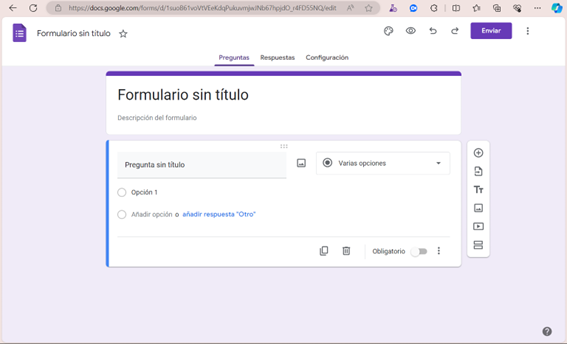 https://docs.google.com/forms/d/
/edit
Formulario sin título
Enviar
Preguntas Respuestas Configuración
Formulario sin título
Descripción del formulario
Pregunta sin título
Varias opciones
Opción 1
Añadir opción o añadir respuesta "Otro"
Obligatorio